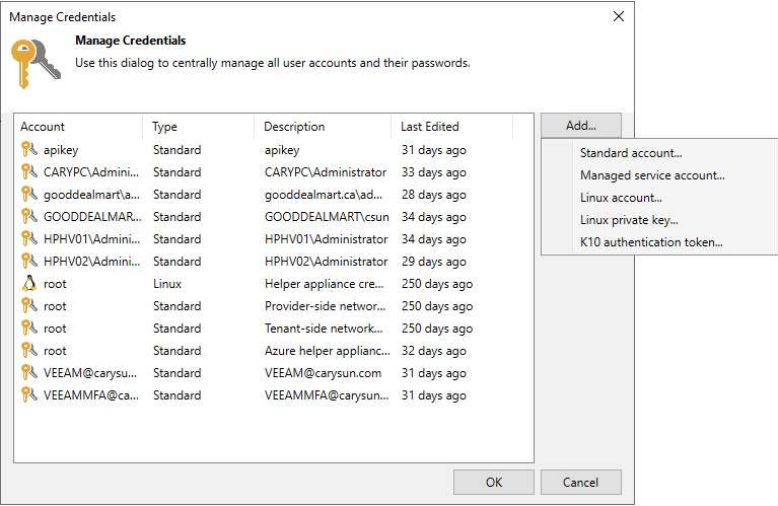 Manage Credentials
Manage Credentials
Use this dialog to centrally manage all user accounts and their passwords.
Account Type Description Last Edited
apikey Standard apikey 31 days ago
CARYPC\Admini... Standard CARYPC\Administrator 33 days ago
gooddealmart\a... Standard gooddealmart.ca\ad... 28 days ago
GOODDEALMAR... Standard GOODDEALMART\csun 34 days ago
HPHV01\Admini... Standard HPHV01\Administrator 34 days ago
HPHV02\Admini... Standard HPHV02\Administrator 29 days ago
root Linux Helper appliance cre... 250 days ago
root Standard Provider-side networ... 250 days ago
root Standard Tenant-side network... 250 days ago
root Standard Azure helper applianc... 32 days ago
VEEAM@carysu... Standard VEEAM@carysun.com 31 days ago
VEEAMMFA@ca... Standard VEEAMMFA@carysun... 31 days ago
Add...
Standard account...
Managed service account...
Linux account...
Linux private key...
K10 authentication token...
OK Cancel